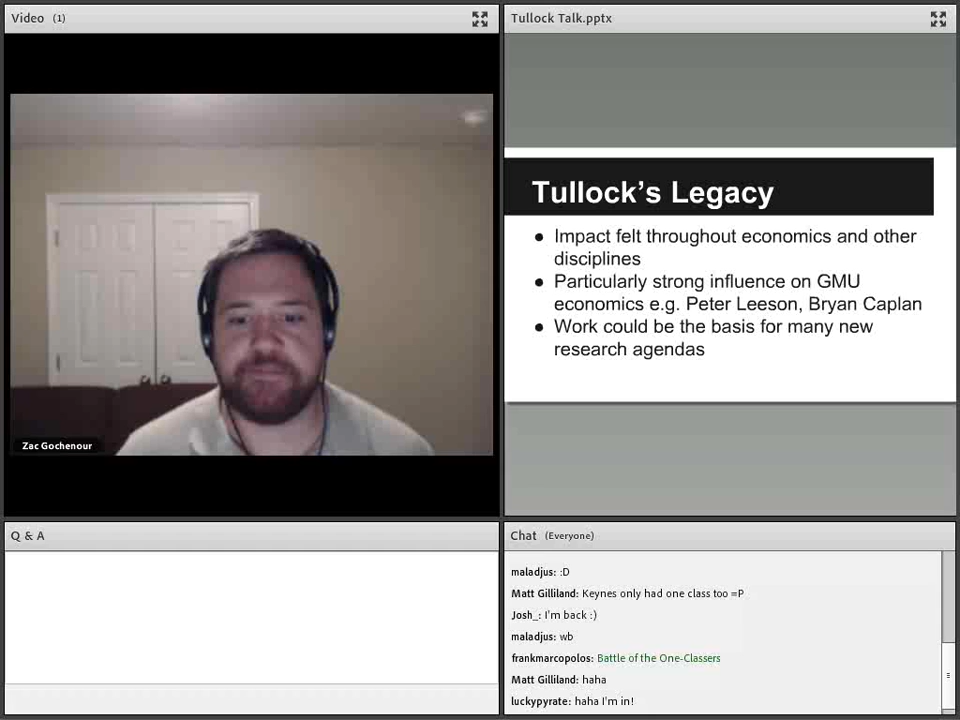 Video (1)
Zac Gochenour
Tullock Talk.pptx
Tullock's Legacy
● Impact felt throughout economics and other
disciplines
● Particularly strong influence on GMU
economics e.g. Peter Leeson, Bryan Caplan
● Work could be the basis for many new
research agendas
Q & A
Chat (Everyone)
maladjus: :D
Matt Gilliland: Keynes only had one class too =P
Josh_: I'm back :)
maladjus: wb
frankmarcopolos: Battle of the One-Classers
Matt Gilliland: haha
luckypyrate: haha I'm in!